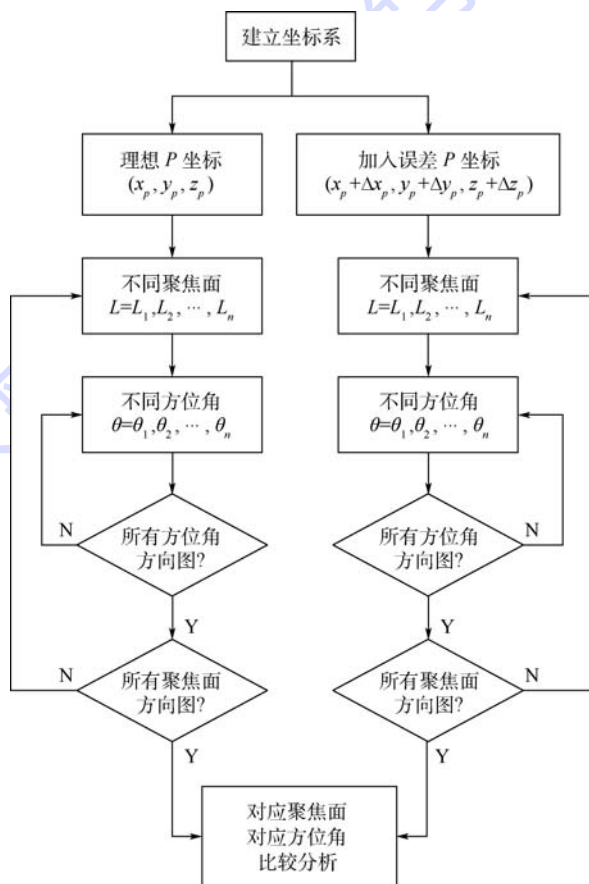 建立坐标系
理想 P 坐标
(x_p, y_p, z_p)
加入误差 P 坐标
(x_p+Δx_p, y_p+Δy_p, z_p+Δz_p)
不同聚焦面
L=L_1,L_2, ⋯ , L_n
不同聚焦面
L=L_1,L_2, ⋯ , L_n
不同方位角
θ=θ_1,θ_2, ⋯ , θ_n
不同方位角
θ=θ_1,θ_2, ⋯ , θ_n
N
所有方位角
方向图?
所有方位角
方向图?
N
Y
Y
N
所有聚焦面
方向图?
所有聚焦面
方向图?
N
Y
Y
对应聚焦面
对应方位角
比较分析